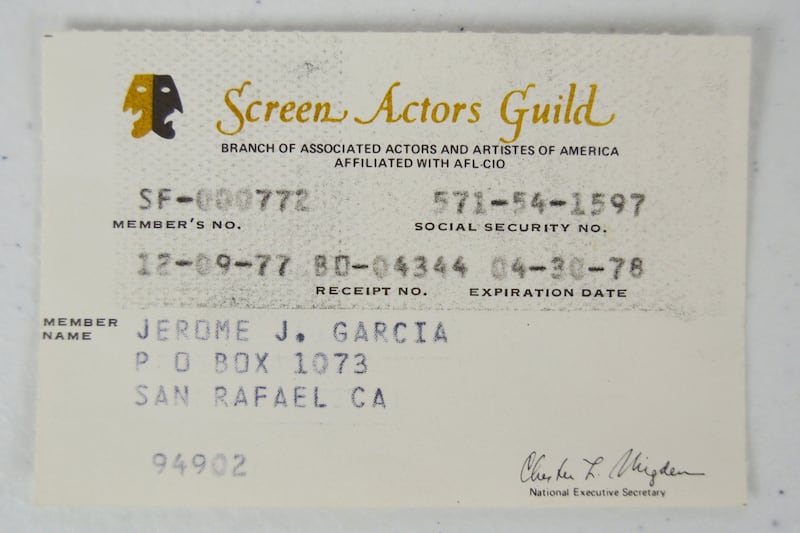 Screen Actors Guild
BRANCH OF ASSOCIATED ACTORS AND ARTISTES OF AMERICA
AFFILIATED WITH AFL-CIO
SF-000772 571-54-1597
MEMBER'S NO. SOCIAL SECURITY NO.
12-09-77 BD-04344 04-30-78
RECEIPT NO. EXPIRATION DATE
MEMBER NAME JEROME J. GARCIA
P O BOX 1073
SAN RAFAEL CA
94902
Chester L. Migden
National Executive Secretary